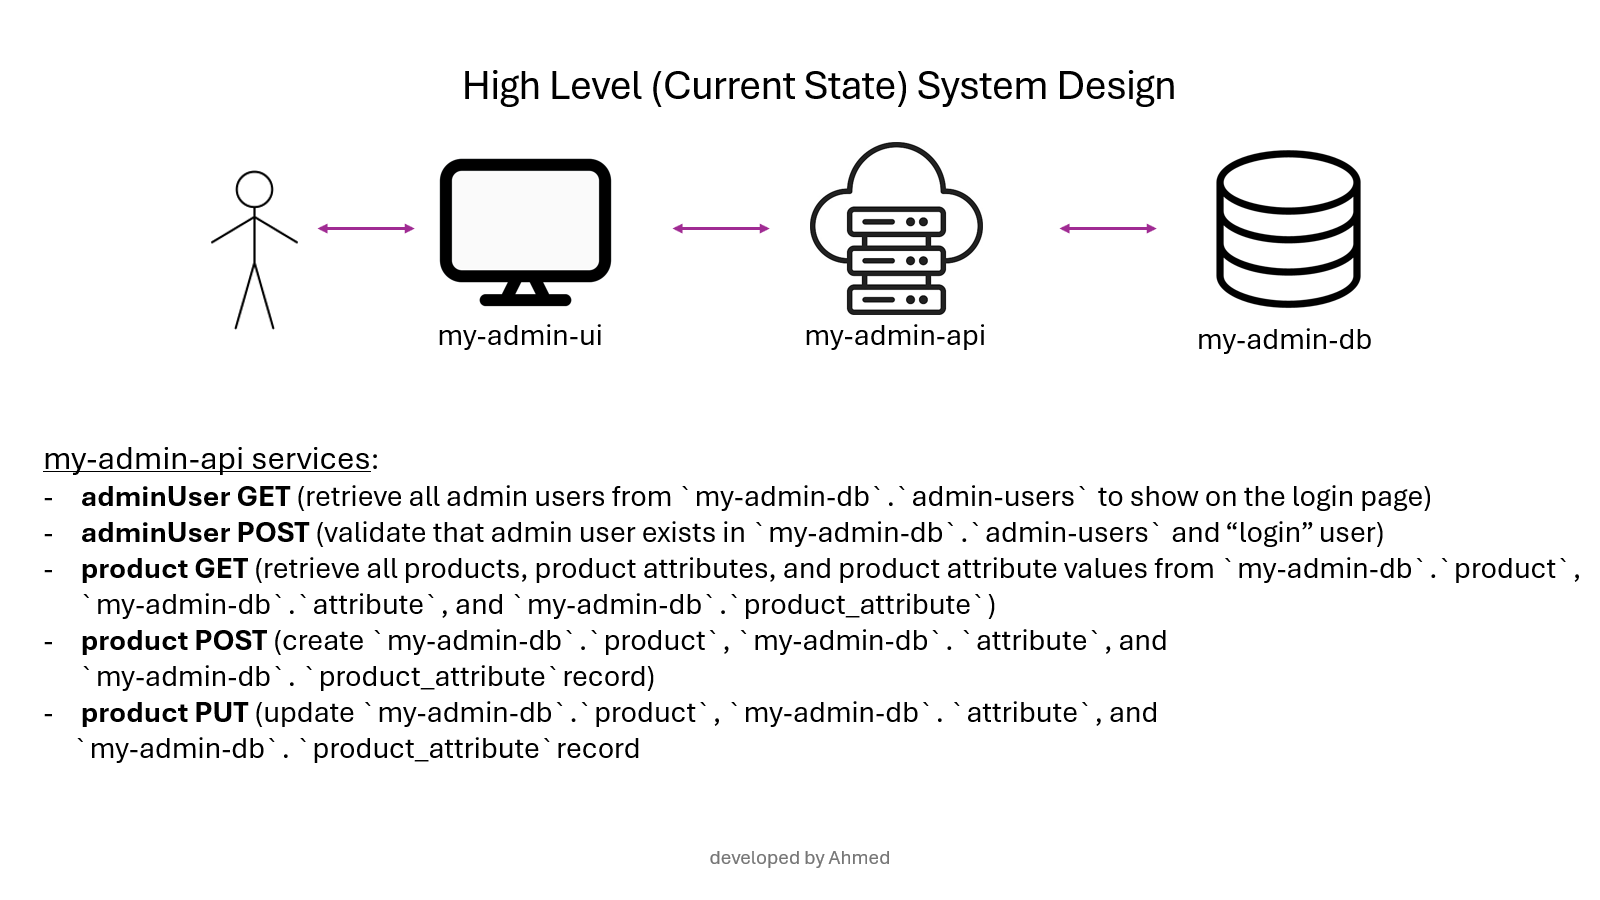 High Level (Current State) System Design
my-admin-ui
my-admin-api
my-admin-db
my-admin-api services:
- adminUser GET (retrieve all admin users from `my-admin-db`.`admin-users` to show on the login page)
- adminUser POST (validate that admin user exists in `my-admin-db`.`admin-users` and “login” user)
- product GET (retrieve all products, product attributes, and product attribute values from `my-admin-db`.`product`,
`my-admin-db`.`attribute`, and `my-admin-db`.`product_attribute`)
- product POST (create `my-admin-db`.`product`, `my-admin-db`. `attribute`, and
`my-admin-db`. `product_attribute`record)
- product PUT (update `my-admin-db`.`product`, `my-admin-db`. `attribute`, and
`my-admin-db`. `product_attribute`record
developed by Ahmed